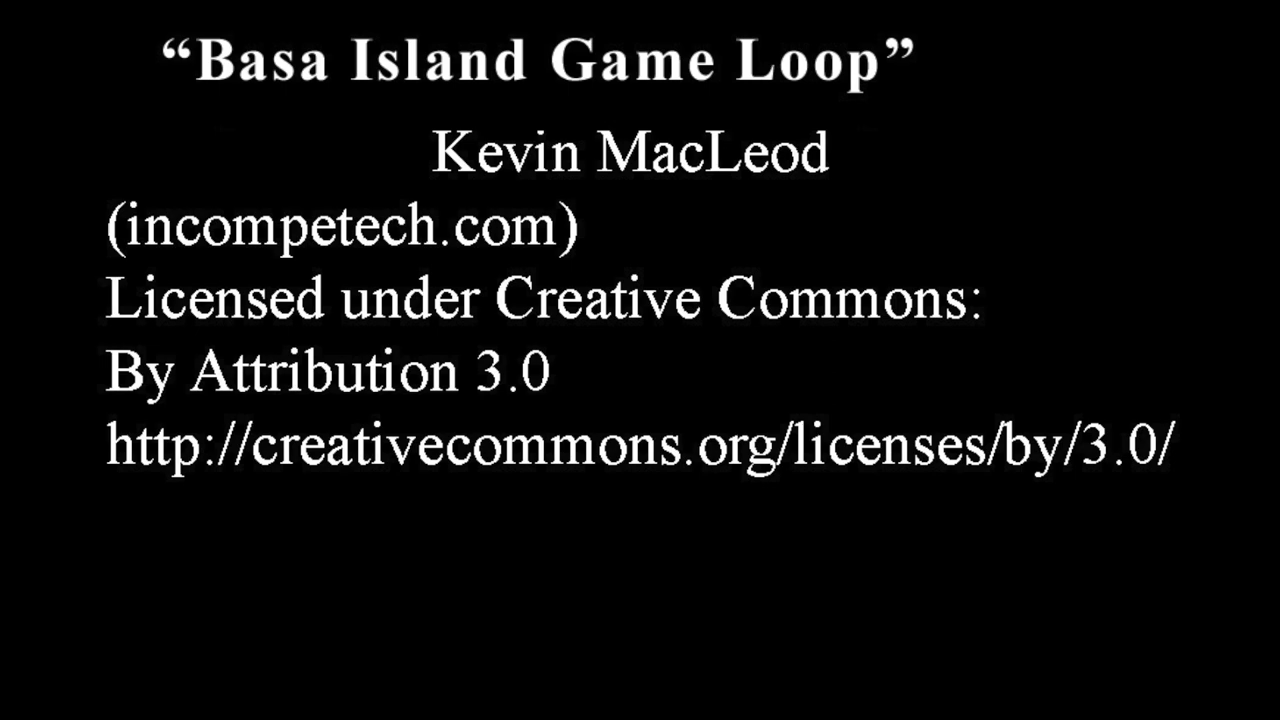 “Basa Island Game Loop”
Kevin MacLeod
(incompetech.com)
Licensed under Creative Commons:
By Attribution 3.0
http://creativecommons.org/licenses/by/3.0/